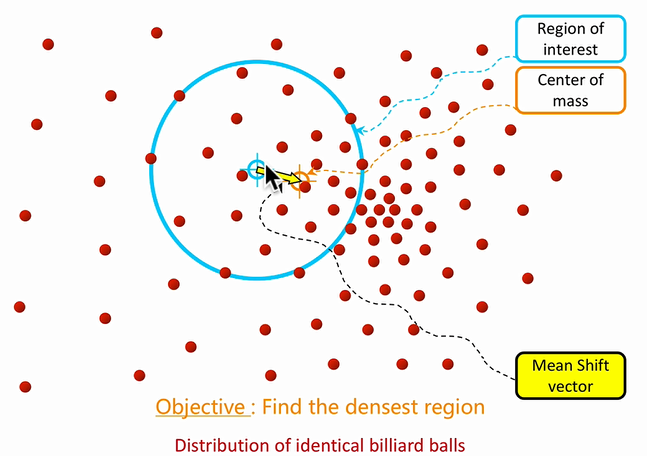 Region of
interest
Center of
mass
Mean Shift
vector
Objective : Find the densest region
Distribution of identical billiard balls